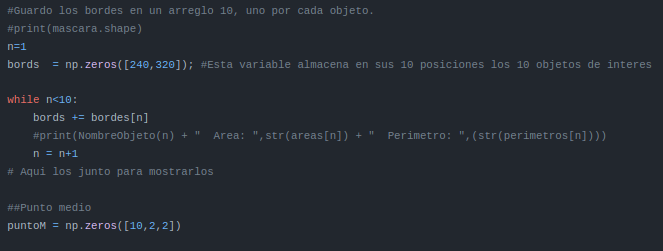 #Guardo los bordes en un arreglo 10, uno por cada objeto.
#print(mascara.shape)
n=1
bords  = np.zeros([240,320]); #Esta variable almacena en sus 10 posiciones los 10 objetos de interes
while n<10:
    bords += bordes[n]
    #print(NombreObjeto(n) + "  Area: ",str(areas[n]) + "  Perimetro: ",(str(perimetros[n])))
    n = n+1
# Aqui los junto para mostrarlos
##Punto medio
puntoM = np.zeros([10,2,2])